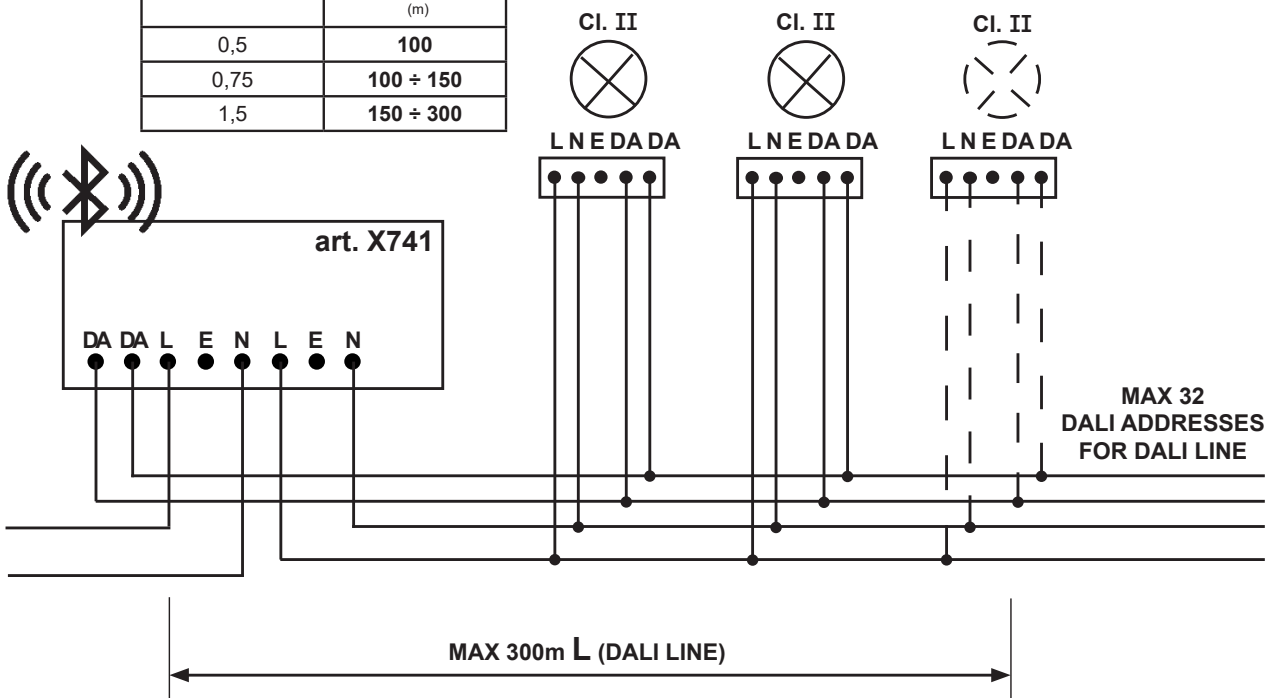 (m)
0,5 100
0,75 100 ÷ 150
1,5 150 ÷ 300
Cl. II
Cl. II
Cl. II
L N E DA DA
L N E DA DA
L N E DA DA
art. X741
DA DA L E N L E N
MAX 32
DALI ADDRESSES
FOR DALI LINE
MAX 300m L (DALI LINE)